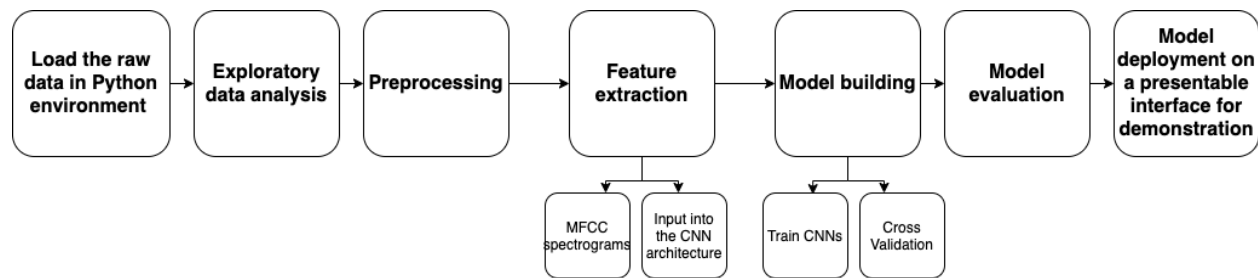 Load the raw
data in Python
environment
Exploratory
data analysis
Preprocessing
Feature
extraction
Model building
Model
evaluation
Model
deployment on
a presentable
interface for
demonstration
MFCC
spectrograms
Input into
the CNN
architecture
Train CNNs
Cross
Validation